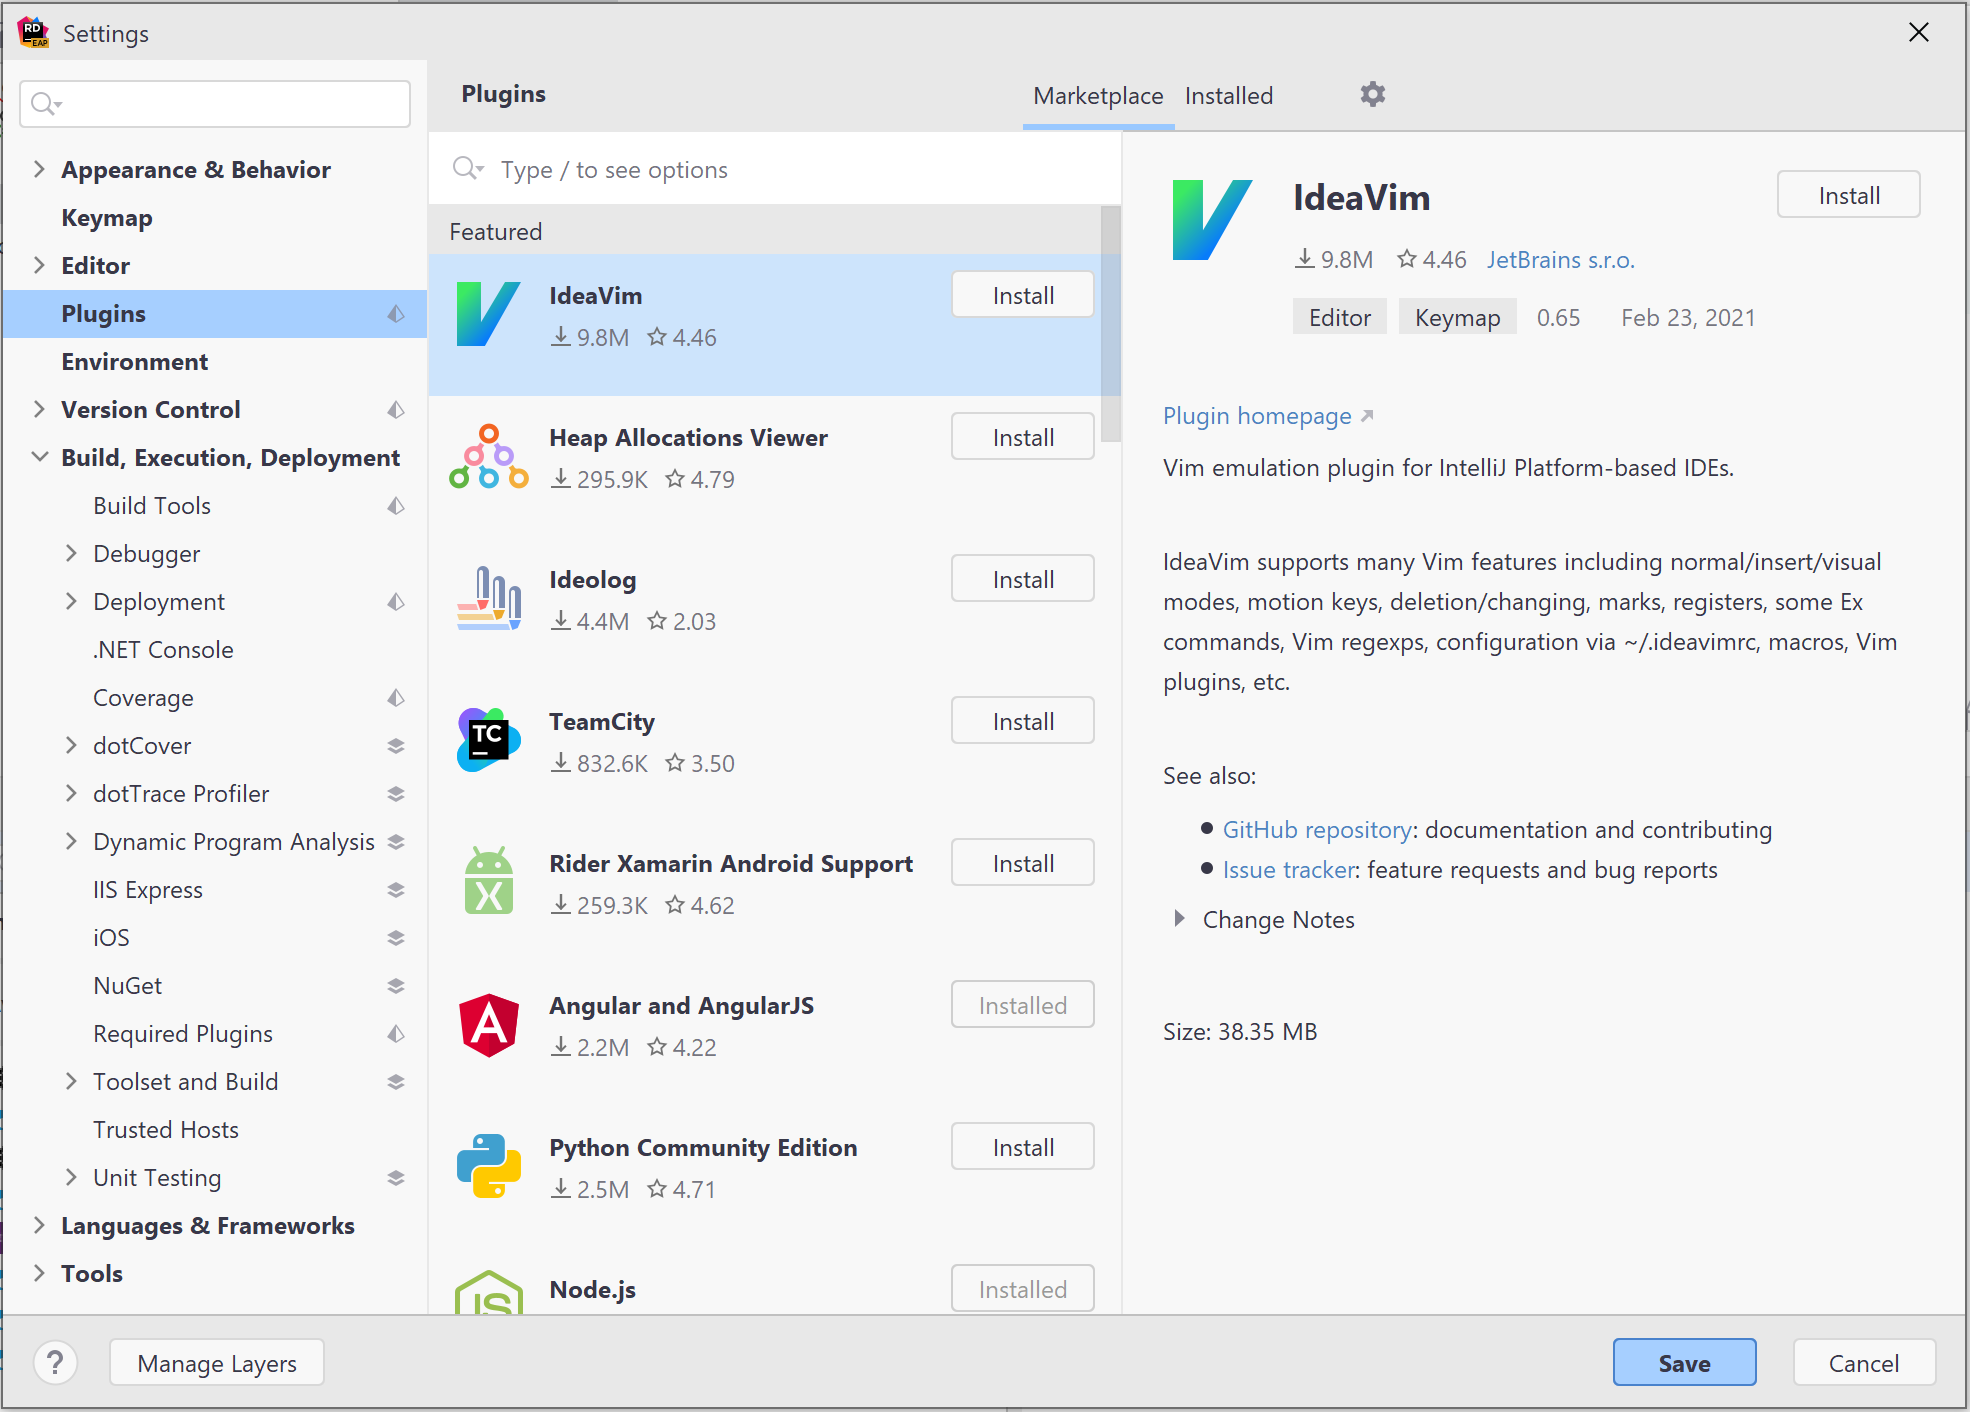 RD
EAP
Settings
Appearance & Behavior
Keymap
Editor
Plugins
Environment
Version Control
Build, Execution, Deployment
Build Tools
Debugger
Deployment
.NET Console
Coverage
dotCover
dotTrace Profiler
Dynamic Program Analysis
IIS Express
iOS
NuGet
Required Plugins
Toolset and Build
Trusted Hosts
Unit Testing
Languages & Frameworks
Tools
Plugins
Marketplace
Installed
Type / to see options
Featured
IdeaVim
9.8M 4.46
Install
Heap Allocations Viewer
295.9K 4.79
Install
Ideolog
4.4M 2.03
Install
TC
TeamCity
832.6K 3.50
Install
X
Rider Xamarin Android Support
259.3K 4.62
Install
A
Angular and AngularJS
2.2M 4.22
Installed
Python Community Edition
2.5M 4.71
Install
JS
Node.js
Installed
IdeaVim
Install
9.8M 4.46 JetBrains s.r.o.
Editor Keymap 0.65 Feb 23, 2021
Plugin homepage
Vim emulation plugin for IntelliJ Platform-based IDEs.
IdeaVim supports many Vim features including normal/insert/visual
modes, motion keys, deletion/changing, marks, registers, some Ex
commands, Vim regexps, configuration via ~/.ideavimrc, macros, Vim
plugins, etc.
See also:
GitHub repository: documentation and contributing
Issue tracker: feature requests and bug reports
Change Notes
Size: 38.35 MB
?
Manage Layers
Save
Cancel